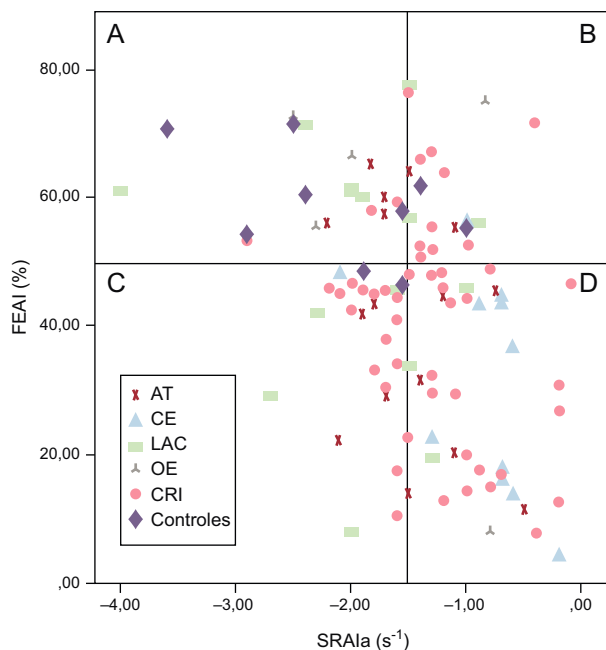 A B
80,00
60,00
FEAI (%)
C D
40,00
20,00
,00
AT
CE
LAC
OE
CRI
Controles
–4,00 –3,00 –2,00 –1,00 ,00
SRAIa (s⁻¹)